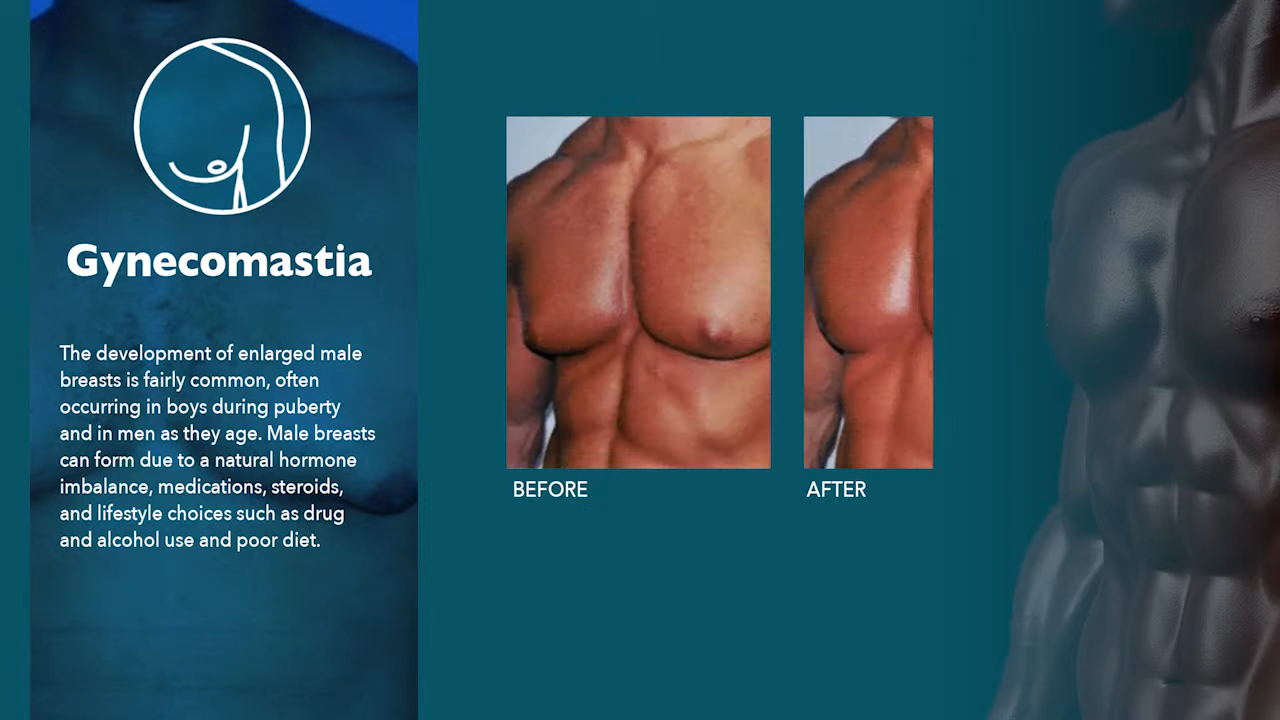 Gynecomastia
The development of enlarged male
breasts is fairly common, often
occurring in boys during puberty
and in men as they age. Male breasts
can form due to a natural hormone
imbalance, medications, steroids,
and lifestyle choices such as drug
and alcohol use and poor diet.
BEFORE
AFTER